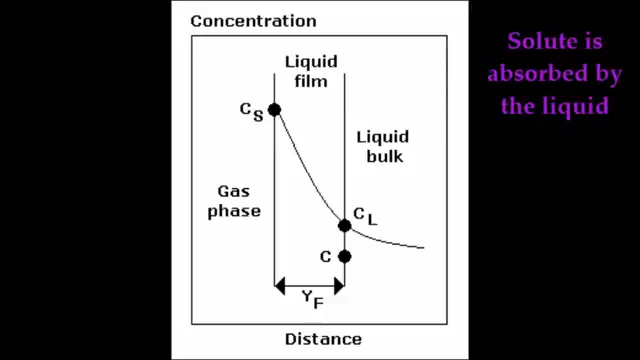 Concentration
Solute is
absorbed by
the liquid
Liquid
film
C S
Liquid
bulk
Gas
phase
C L
C
Y F
Distance